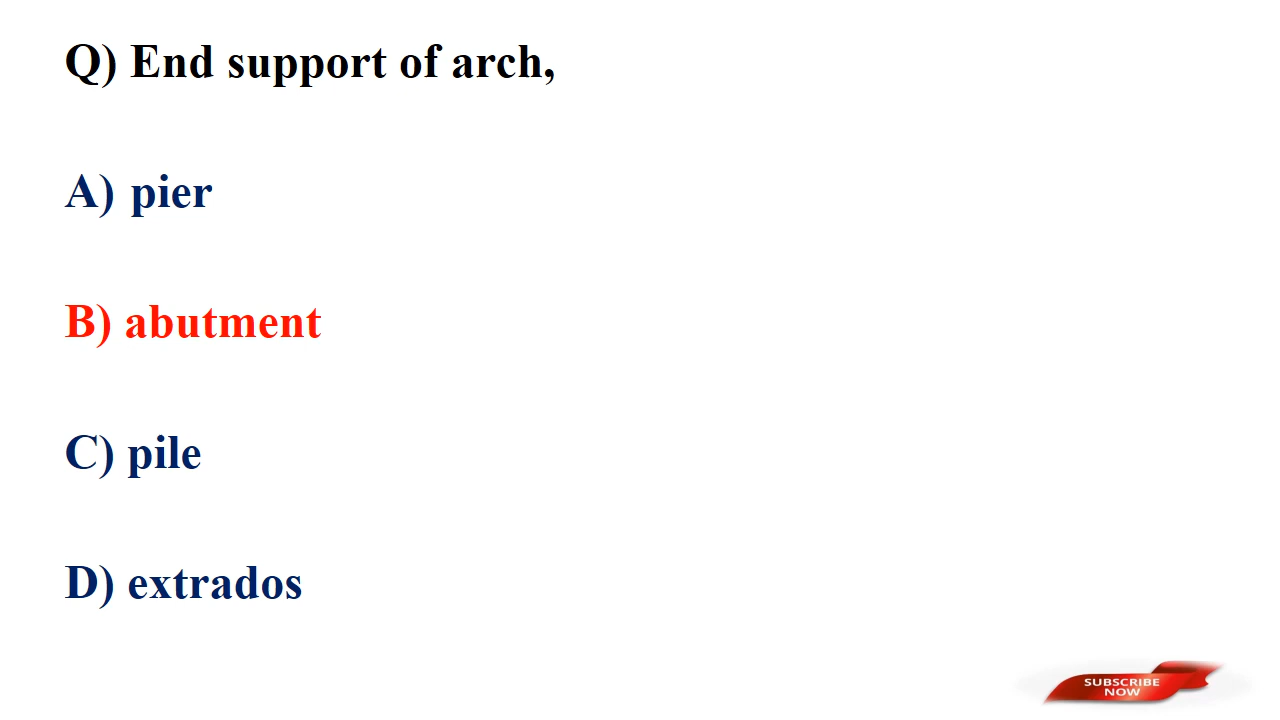 Q) End support of arch,
A) pier
B) abutment
C) pile
D) extrados
SUBSCRIBE
NOW